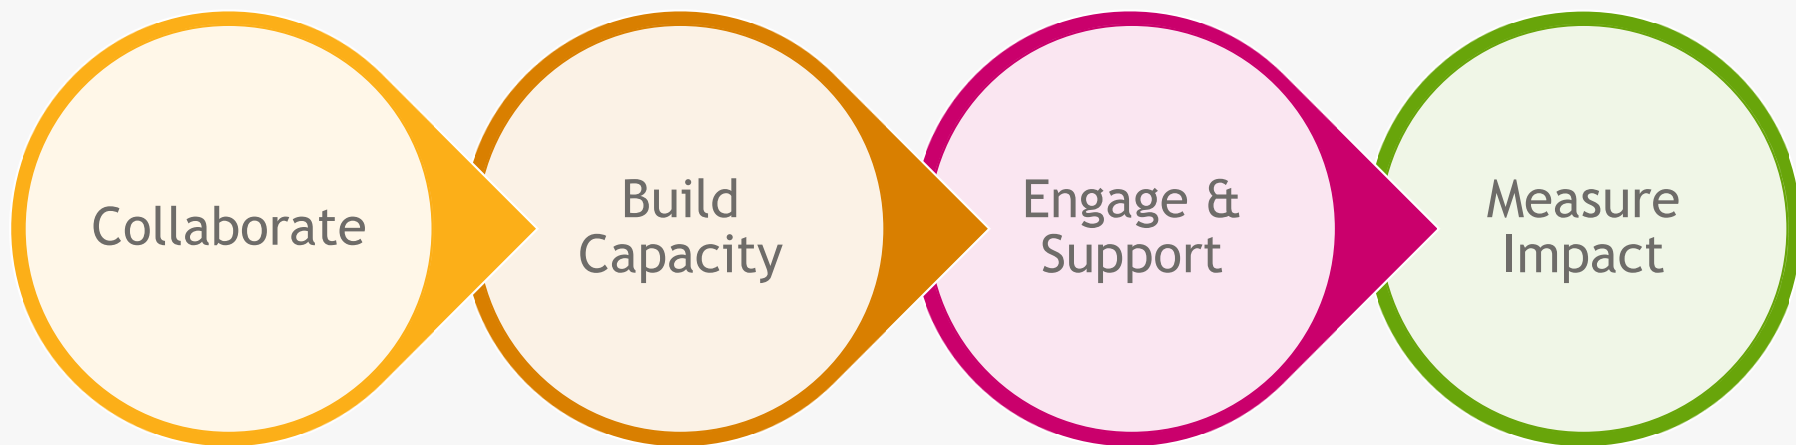 Collaborate
Build
Capacity
Engage &
Support
Measure
Impact